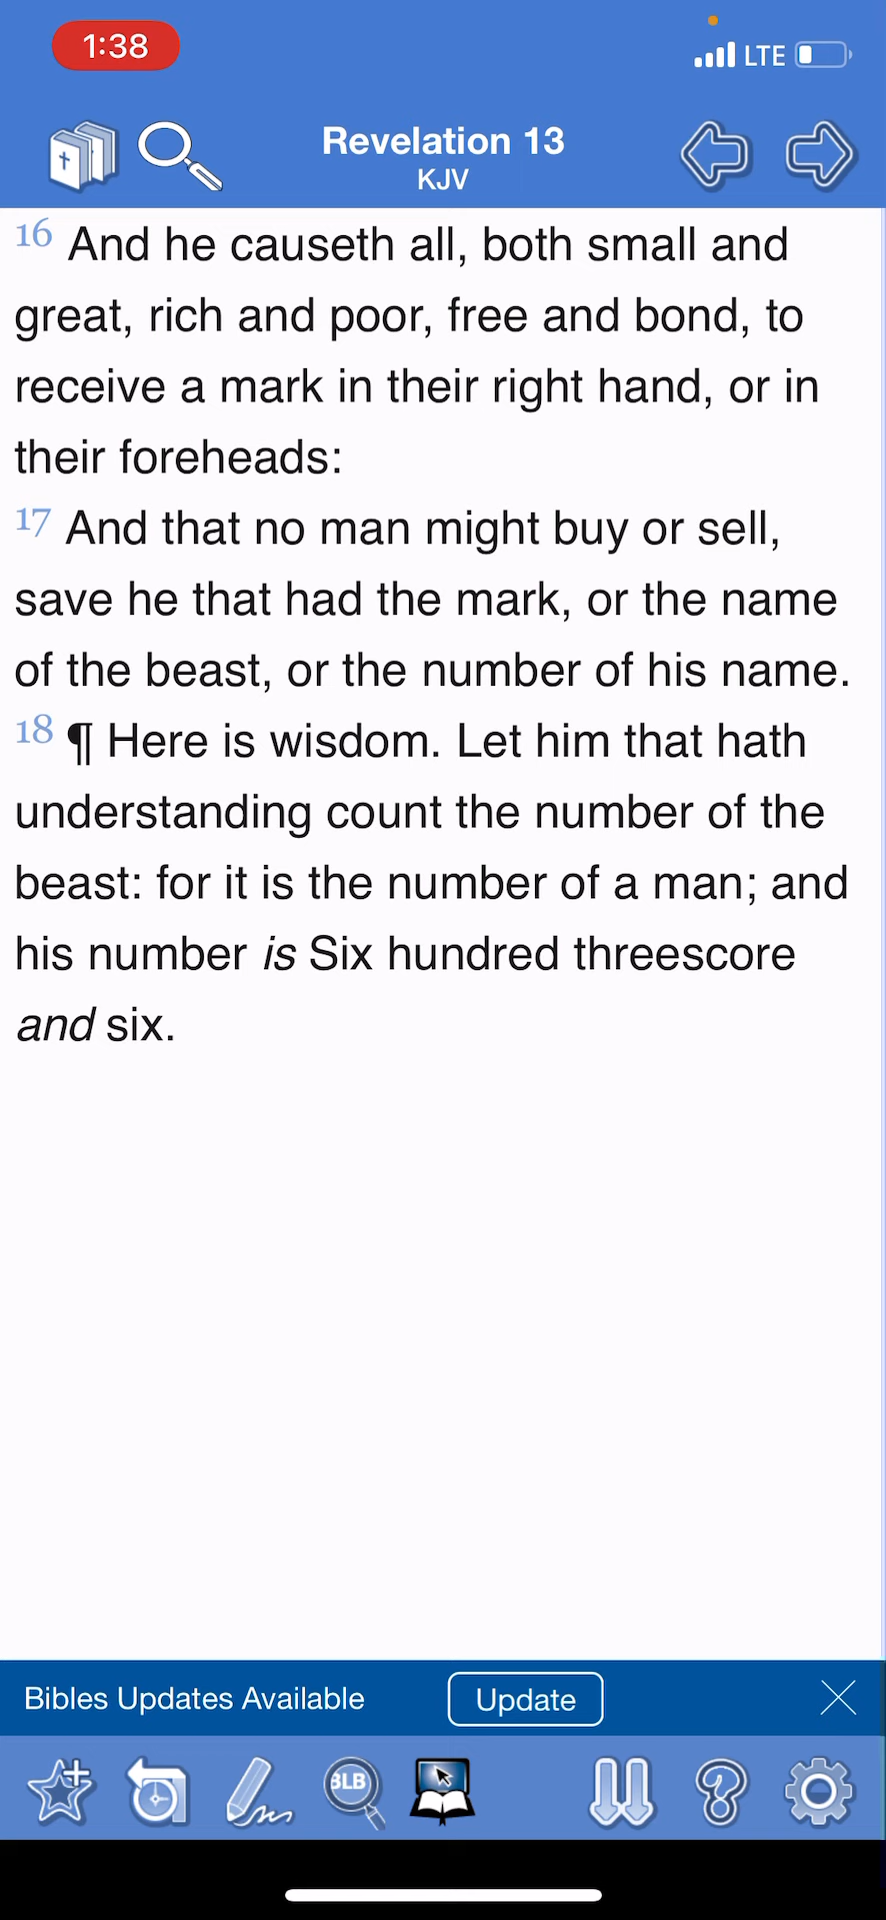 1:38
LTE
Revelation 13
KJV
16 And he causeth all, both small and
great, rich and poor, free and bond, to
receive a mark in their right hand, or in
their foreheads:
17 And that no man might buy or sell,
save he that had the mark, or the name
of the beast, or the number of his name.
18 ¶ Here is wisdom. Let him that hath
understanding count the number of the
beast: for it is the number of a man; and
his number is Six hundred threescore
and six.
Bibles Updates Available
Update
BLB